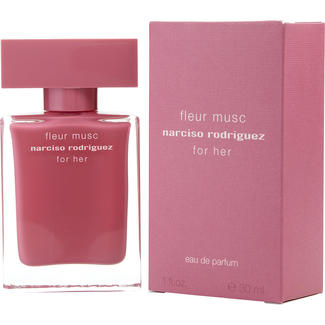 fleur musc
narciso rodriguez
for her
fleur musc
narciso rodriguez
for her
eau de parfum
1 fl.oz. ℮ 30 ml